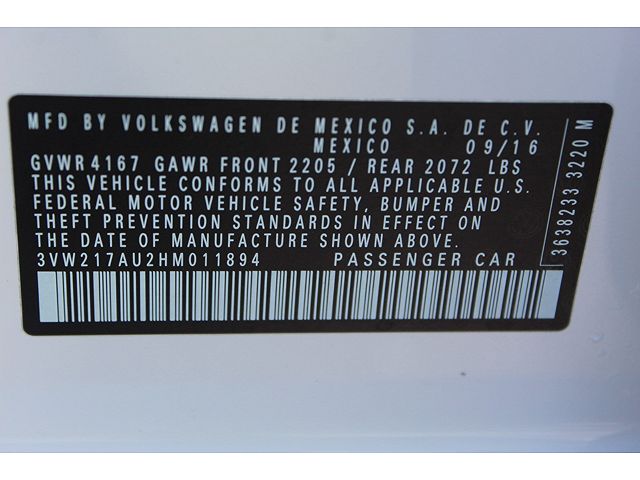 MFD BY VOLKSWAGEN DE MEXICO S.A. DE C.V.
MEXICO 09/16
GVWR 4167 GAWR FRONT 2205 / REAR 2072 LBS
THIS VEHICLE CONFORMS TO ALL APPLICABLE U.S.
FEDERAL MOTOR VEHICLE SAFETY, BUMPER AND
THEFT PREVENTION STANDARDS IN EFFECT ON
THE DATE OF MANUFACTURE SHOWN ABOVE.
3VW217AU2HM011894 PASSENGER CAR
3638233 3220 M